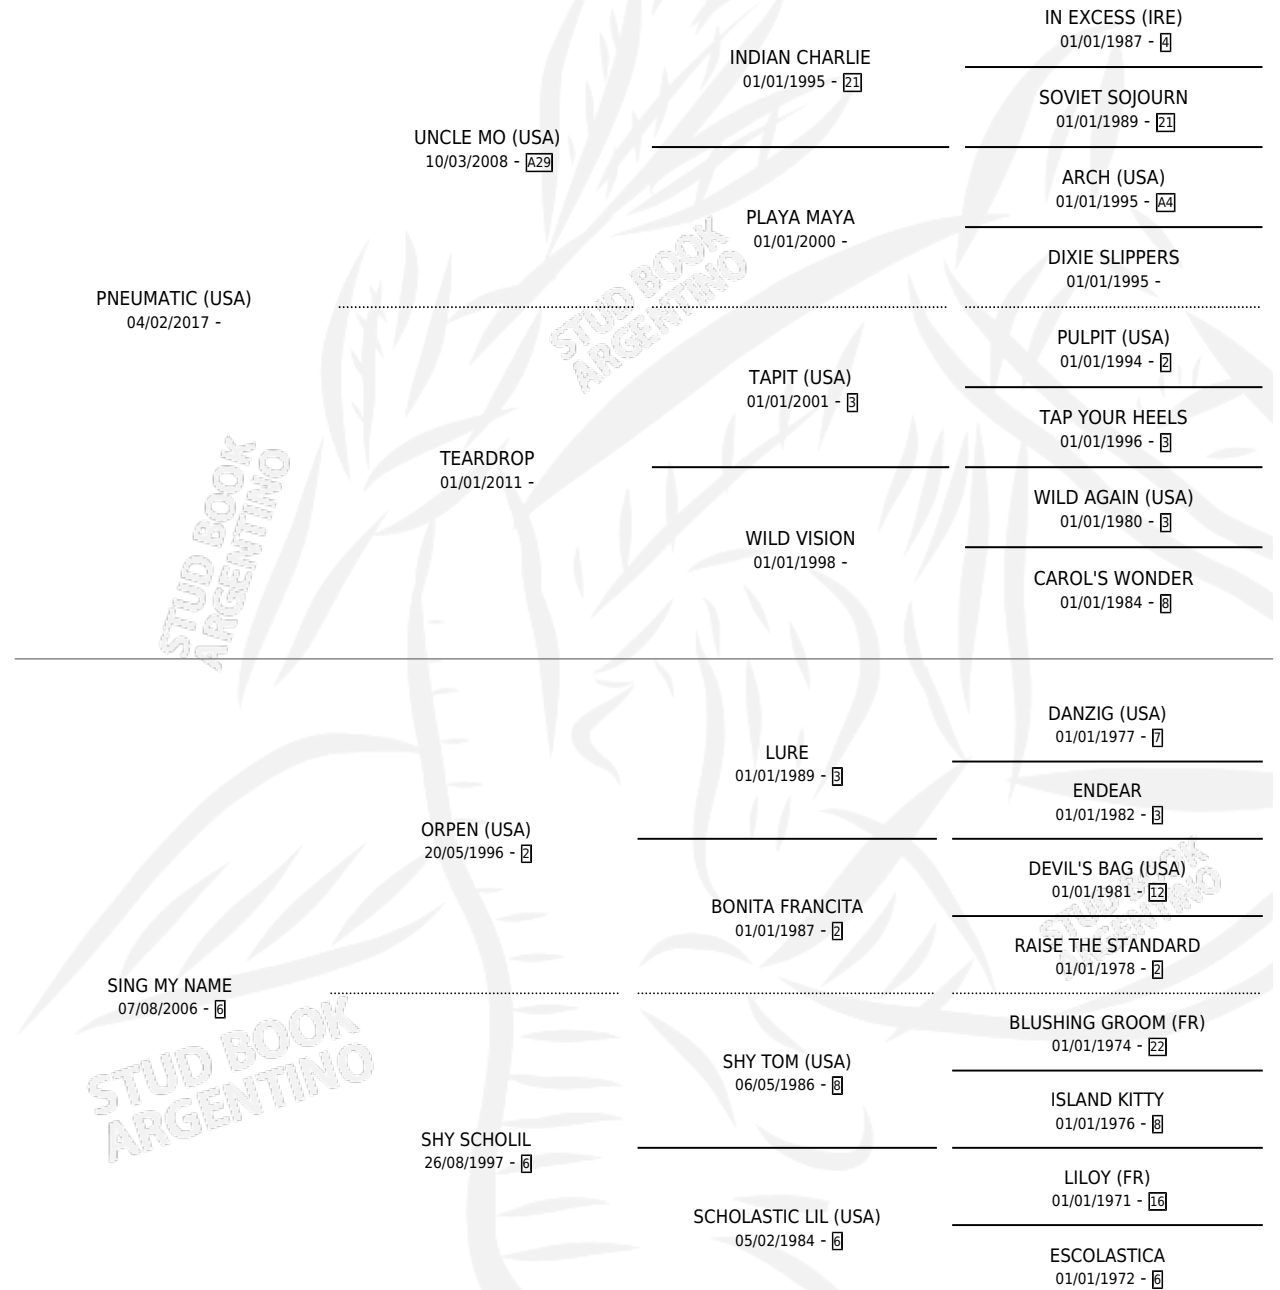 IN EXCESS (IRE)
01/01/1987 - 4
INDIAN CHARLIE
01/01/1995 - 21
SOVIET SOJOURN
01/01/1989 - 21
UNCLE MO (USA)
10/03/2008 - A29
ARCH (USA)
01/01/1995 - A4
PLAYA MAYA
01/01/2000 -
DIXIE SLIPPERS
01/01/1995 -
PNEUMATIC (USA)
04/02/2017 -
PULPIT (USA)
01/01/1994 - 2
TAPIT (USA)
01/01/2001 - 3
TAP YOUR HEELS
01/01/1996 - 3
TEARDROP
01/01/2011 -
WILD AGAIN (USA)
01/01/1980 - 3
WILD VISION
01/01/1998 -
CAROL'S WONDER
01/01/1984 - 8
DANZIG (USA)
01/01/1977 - 7
LURE
01/01/1989 - 3
ENDEAR
01/01/1982 - 3
ORPEN (USA)
20/05/1996 - 2
DEVIL'S BAG (USA)
01/01/1981 - 12
BONITA FRANCITA
01/01/1987 - 2
RAISE THE STANDARD
01/01/1978 - 2
SING MY NAME
07/08/2006 - 6
BLUSHING GROOM (FR)
01/01/1974 - 22
SHY TOM (USA)
06/05/1986 - 8
ISLAND KITTY
01/01/1976 - 8
SHY SCHOLIL
26/08/1997 - 6
LILOY (FR)
01/01/1971 - 16
SCHOLASTIC LIL (USA)
05/02/1984 - 6
ESCOLASTICA
01/01/1972 - 6
STUD BOOK
ARGENTINO
STUD BOOK
ARGENTINO
STUD BOOK
ARGENTINO
STUD BOOK
ARGENTINO